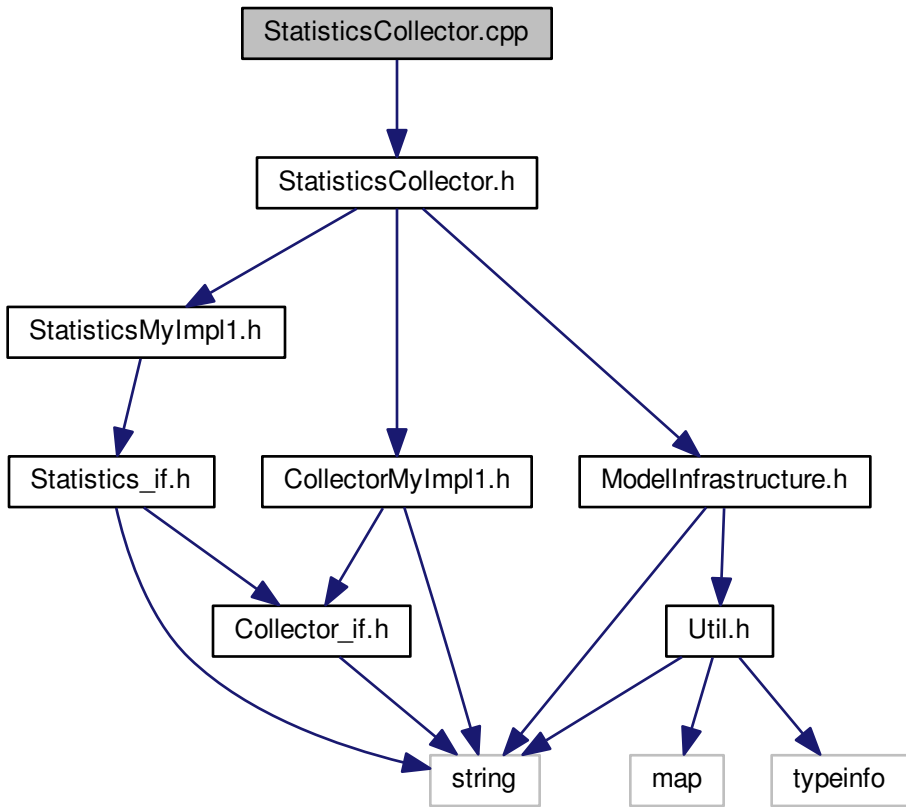 StatisticsCollector.cpp
StatisticsCollector.h
StatisticsMyImpl1.h
Statistics_if.h
CollectorMyImpl1.h
ModelInfrastructure.h
Collector_if.h
Util.h
string
map
typeinfo